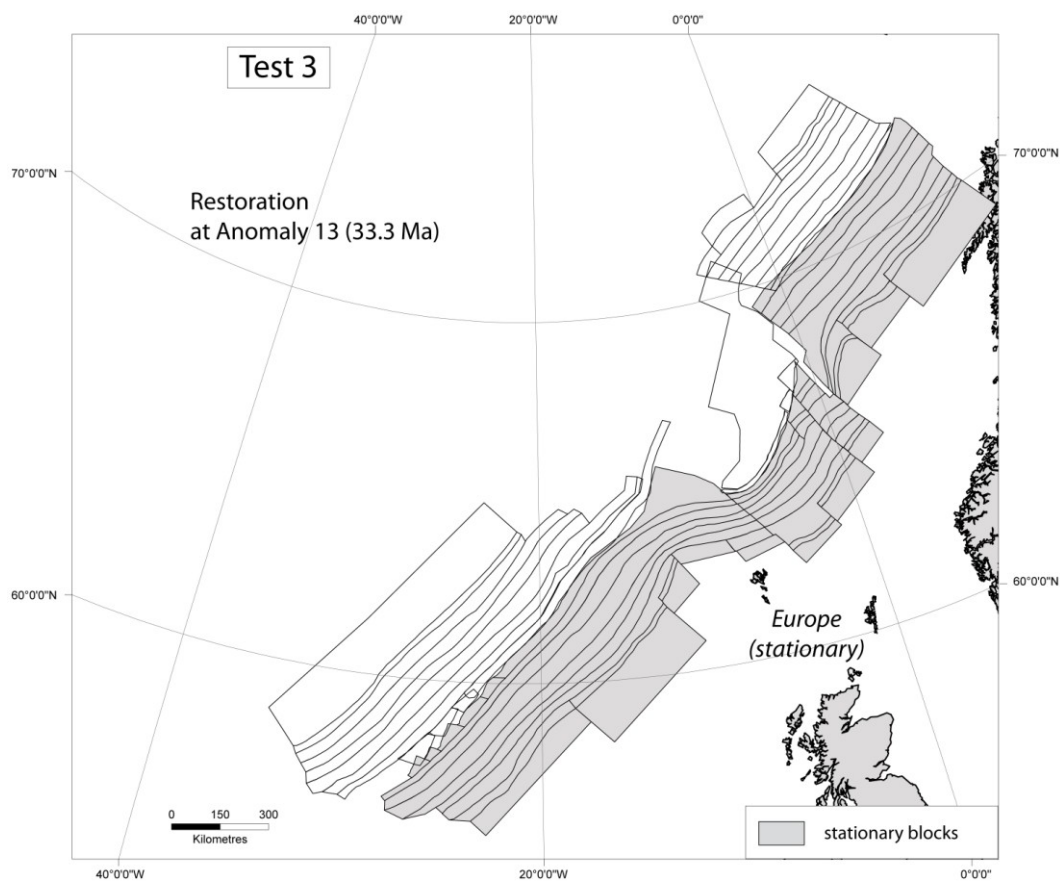 40°0'0"W 20°0'0"W 0°0'0"
Test 3
70°0'0"N 70°0'0"N
Restoration
at Anomaly 13 (33.3 Ma)
60°0'0"N 60°0'0"N
Europe
(stationary)
0 150 300
Kilometres
stationary blocks
40°0'0"W 20°0'0"W 0°0'0"